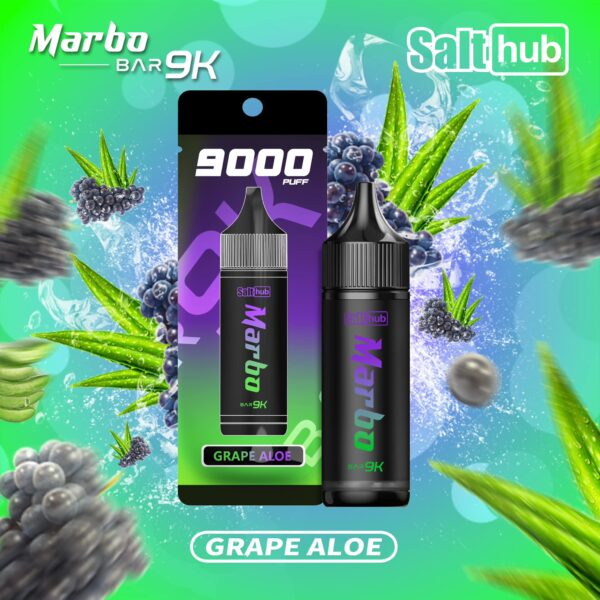 Marbo
BAR 9K
Salt hub
9000
PUFF
9K
Salt hub
Marbo
BAR 9K
GRAPE ALOE
Salt hub
Marbo
BAR 9K
GRAPE ALOE